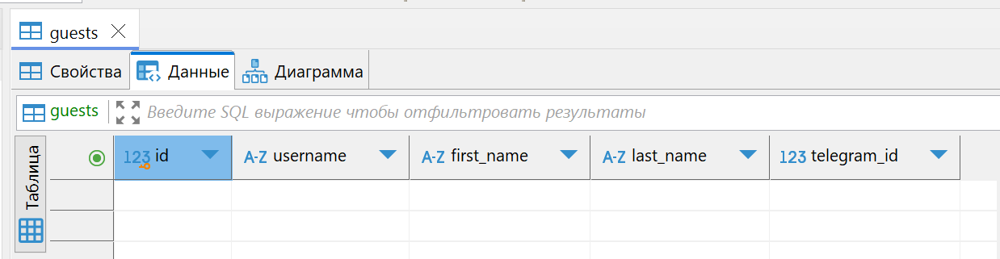 guests
Свойства Данные Диаграмма
guests Введите SQL выражение чтобы отфильтровать результаты
Таблица
123 id A-Z username A-Z first_name A-Z last_name 123 telegram_id